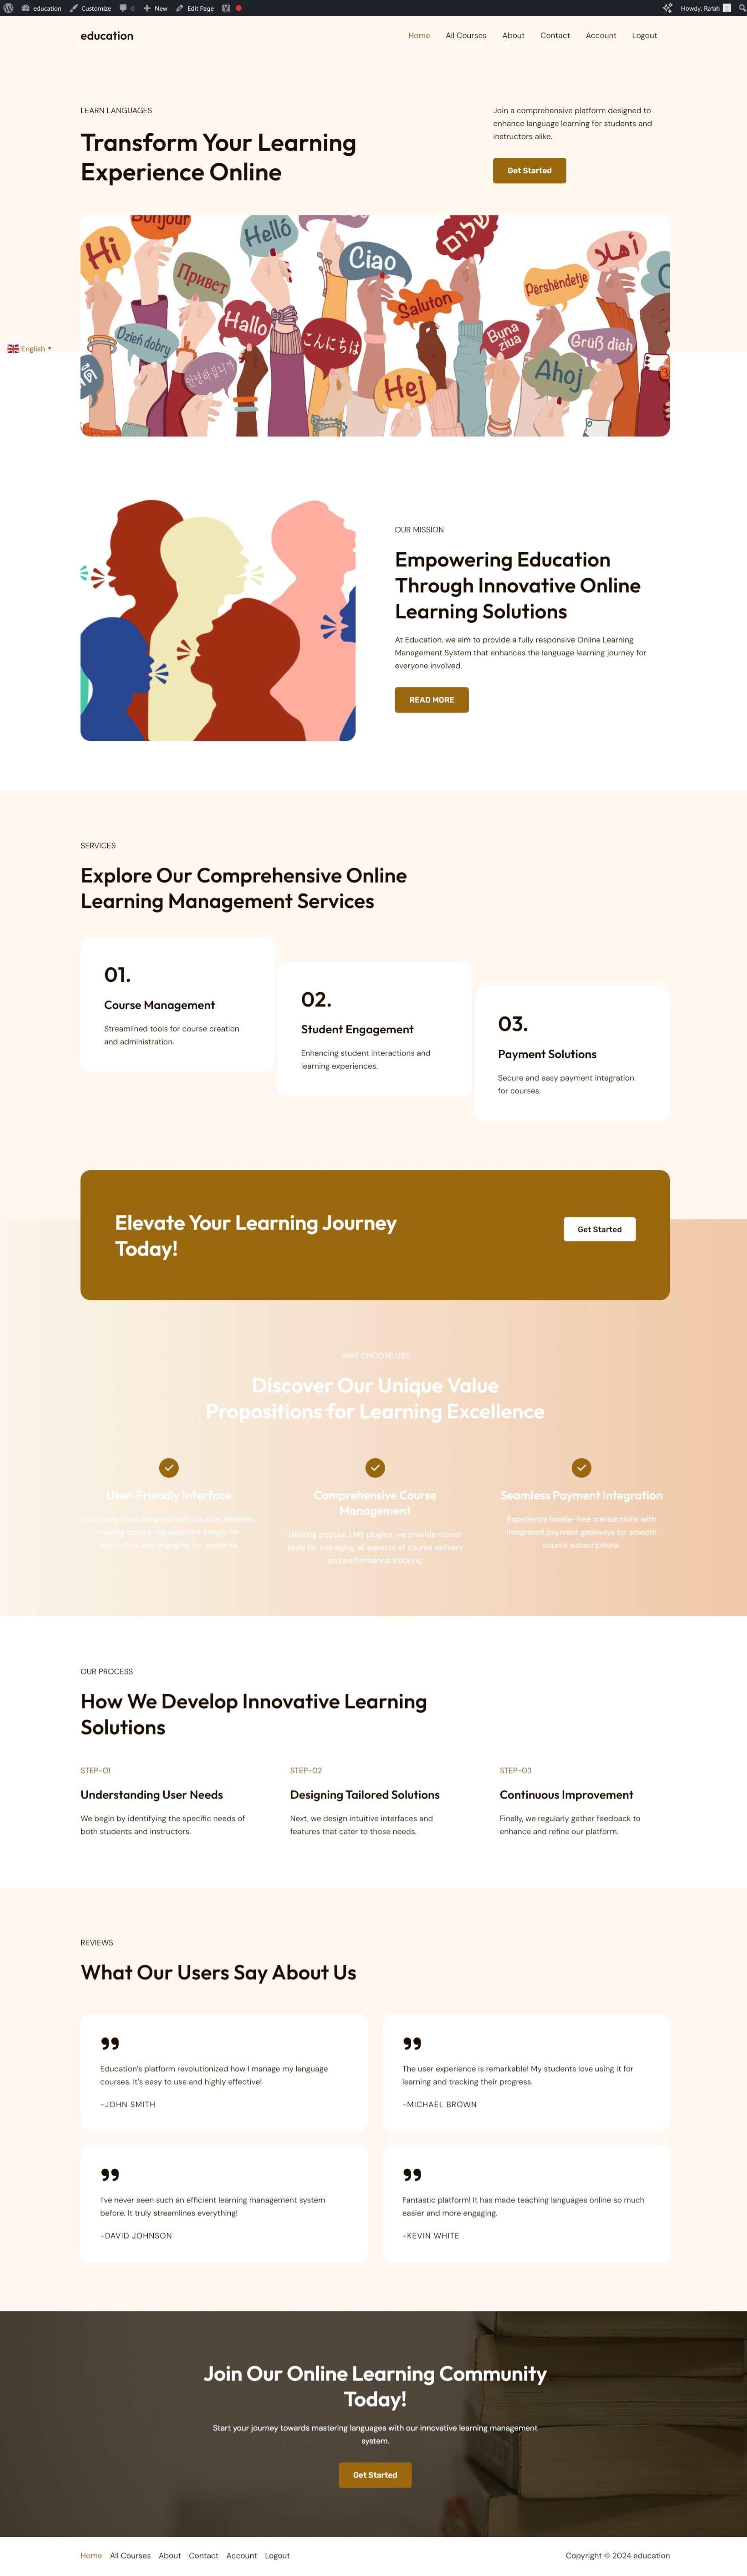 education
Customize
0
New
Edit Page
Howdy, Rafah
education
Home
All Courses
About
Contact
Account
Logout
LEARN LANGUAGES
Transform Your Learning
Experience Online
Join a comprehensive platform designed to
enhance language learning for students and
instructors alike.
Get Started
Bonjour
Hi
Привет
Helló
Ciao
שלום
Saluton
Përshëndetje
أهلا
Dzień dobry
Hallo
こんにちは
안녕하십니까
Hej
Buna
ziua
Grüß dich
Ahoj
English
OUR MISSION
Empowering Education
Through Innovative Online
Learning Solutions
At Education, we aim to provide a fully responsive Online Learning
Management System that enhances the language learning journey for
everyone involved.
READ MORE
SERVICES
Explore Our Comprehensive Online
Learning Management Services
01.
Course Management
Streamlined tools for course creation
and administration.
02.
Student Engagement
Enhancing student interactions and
learning experiences.
03.
Payment Solutions
Secure and easy payment integration
for courses.
Elevate Your Learning Journey
Today!
Get Started
WHY CHOOSE US?
Discover Our Unique Value
Propositions for Learning Excellence
User-Friendly Interface
Our platform is designed with intuitive features,
making course management simple for
instructors and engaging for students.
Comprehensive Course
Management
Utilizing popular LMS plugins, we provide robust
tools for managing all aspects of course delivery
and performance tracking.
Seamless Payment Integration
Experience hassle-free transactions with
integrated payment gateways for smooth
course subscriptions.
OUR PROCESS
How We Develop Innovative Learning
Solutions
STEP-01
Understanding User Needs
We begin by identifying the specific needs of
both students and instructors.
STEP-02
Designing Tailored Solutions
Next, we design intuitive interfaces and
features that cater to those needs.
STEP-03
Continuous Improvement
Finally, we regularly gather feedback to
enhance and refine our platform.
REVIEWS
What Our Users Say About Us
Education's platform revolutionized how I manage my language
courses. It's easy to use and highly effective!
-JOHN SMITH
The user experience is remarkable! My students love using it for
learning and tracking their progress.
-MICHAEL BROWN
I've never seen such an efficient learning management system
before. It truly streamlines everything!
-DAVID JOHNSON
Fantastic platform! It has made teaching languages online so much
easier and more engaging.
-KEVIN WHITE
Join Our Online Learning Community
Today!
Start your journey towards mastering languages with our innovative learning management
system.
Get Started
Home
All Courses
About
Contact
Account
Logout
Copyright © 2024 education